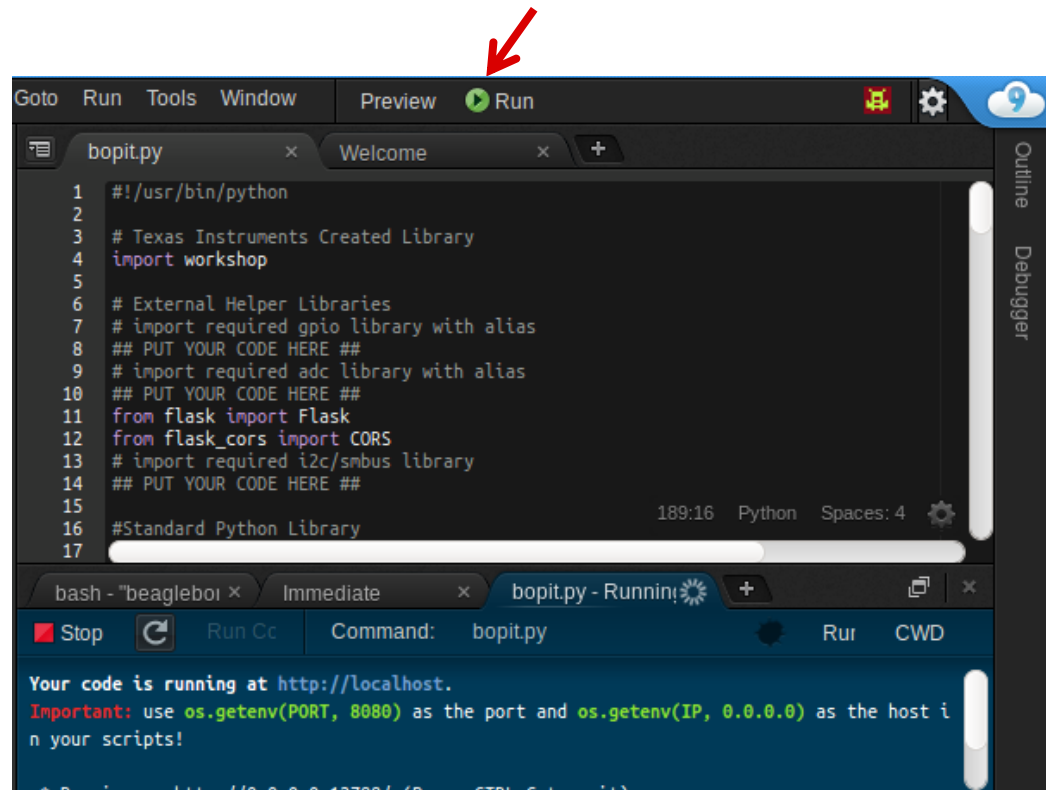 Goto Run Tools Window Preview Run
9
bopit.py × Welcome × +
1 #!/usr/bin/python
2
3 # Texas Instruments Created Library
4 import workshop
5
6 # External Helper Libraries
7 # import required gpio library with alias
8 ## PUT YOUR CODE HERE ##
9 # import required adc library with alias
10 ## PUT YOUR CODE HERE ##
11 from flask import Flask
12 from flask_cors import CORS
13 # import required i2c/smbus library
14 ## PUT YOUR CODE HERE ##
15
16 #Standard Python Library
17
189:16 Python Spaces: 4
Outline
Debugger
bash - "beaglebo × Immediate × bopit.py - Running +
Stop Run Command: bopit.py CWD
Your code is running at http://localhost.
Important: use os.getenv(PORT, 8080) as the port and os.getenv(IP, 0.0.0.0) as the host i
n your scripts!